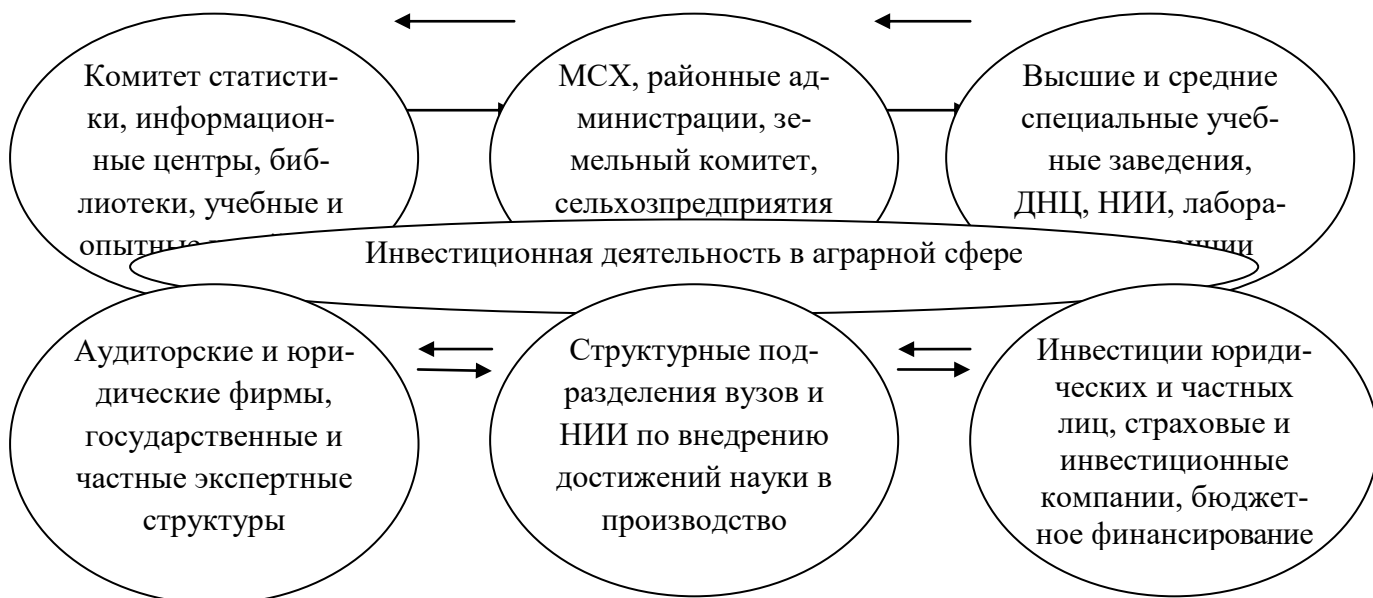 Комитет статисти-
ки, информацион-
ные центры, биб-
лиотеки, учебные и
МСХ, районные ад-
министрации, зе-
мельный комитет,
сельхозпредприятия
Высшие и средние
специальные учеб-
ные заведения,
ДНЦ, НИИ, лабора-
Инвестиционная деятельность в аграрной сфере
Аудиторские и юри-
дические фирмы,
государственные и
частные экспертные
структуры
Структурные под-
разделения вузов и
НИИ по внедрению
достижений науки в
производство
Инвестиции юриди-
ческих и частных
лиц, страховые и
инвестиционные
компании, бюджет-
ное финансирование